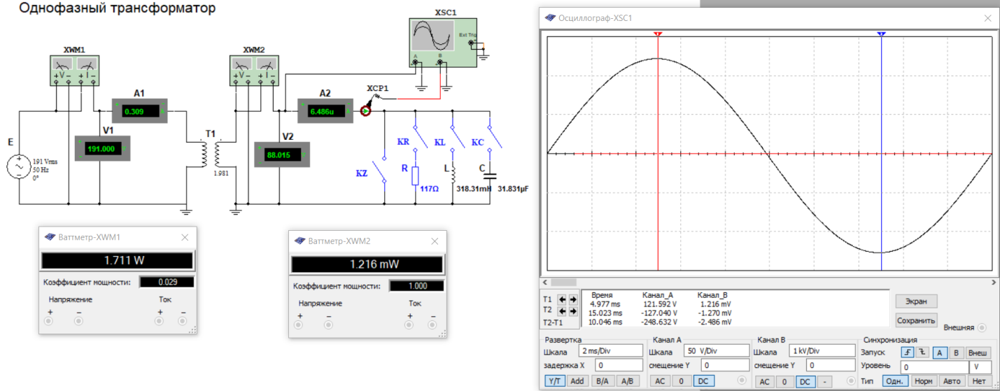 Однофазный трансформатор
XSC1
Ext Trig
A
B
XWM1
XWM2
V
I
V
I
XCP1
A1
0.309
A
A2
6.486u
A
V1
191.000
V
V2
88.015
V
T1
1.981
E
191 Vrms
50 Hz
0°
KR
KL
KC
KZ
R
L
C
117Ω
318.31mH
31.831µF
Ваттметр-XWM1
1.711 W
Коэффициент мощности:
0.029
Напряжение
Ток
+
−
+
−
Ваттметр-XWM2
1.216 mW
Коэффициент мощности:
1.000
Напряжение
Ток
+
−
+
−
Осциллограф-XSC1
Время Канал_A Канал_B
T1 4.977 ms 121.592 V 1.216 mV
T2 15.023 ms -127.040 V -1.270 mV
T2-T1 10.046 ms -248.632 V -2.486 mV
Экран
Сохранить
Внешняя
Развертка
Шкала 2 ms/Div
задержка X 0
Y/T Add B/A A/B
Канал A
Шкала 50 V/Div
смещение Y 0
AC 0 DC
Канал B
Шкала 1 kV/Div
смещение Y 0
AC 0 DC -
Синхронизация
Запуск A B Внеш
Уровень 0 V
Тип Одн. Норм Авто Нет